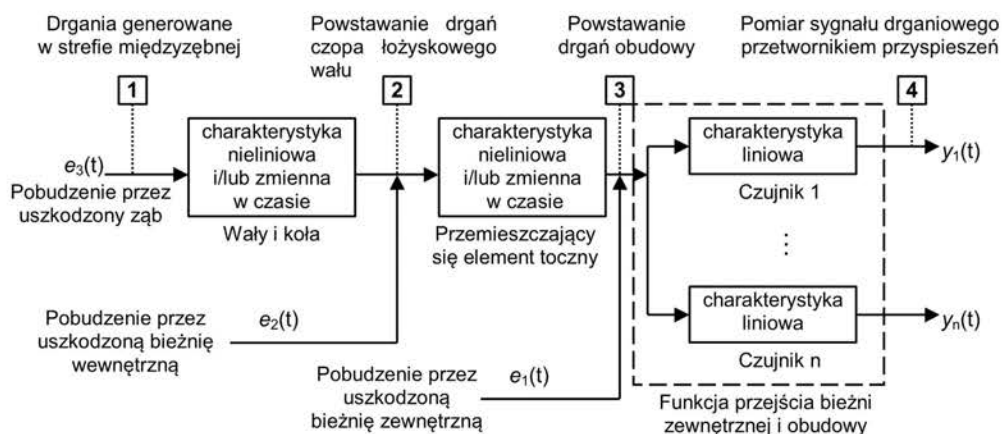 Drgania generowane
w strefie międzyzębnej
Powstawanie drgań
czopa łożyskowego
wału
Powstawanie
drgań obudowy
Pomiar sygnału drganiowego
przetwornikiem przyspieszeń
1
2
3
4
e3(t)
Pobudzenie przez
uszkodzony ząb
charakterystyka
nieliniowa
i/lub zmienna
w czasie
Wały i koła
charakterystyka
nieliniowa
i/lub zmienna
w czasie
Przemieszczający
się element toczny
charakterystyka
liniowa
Czujnik 1
y1(t)
⋮
charakterystyka
liniowa
Czujnik n
yn(t)
Pobudzenie przez
uszkodzoną bieżnię
wewnętrzną
e2(t)
Pobudzenie przez
uszkodzoną
bieżnię zewnętrzną
e1(t)
Funkcja przejścia bieżni
zewnętrznej i obudowy